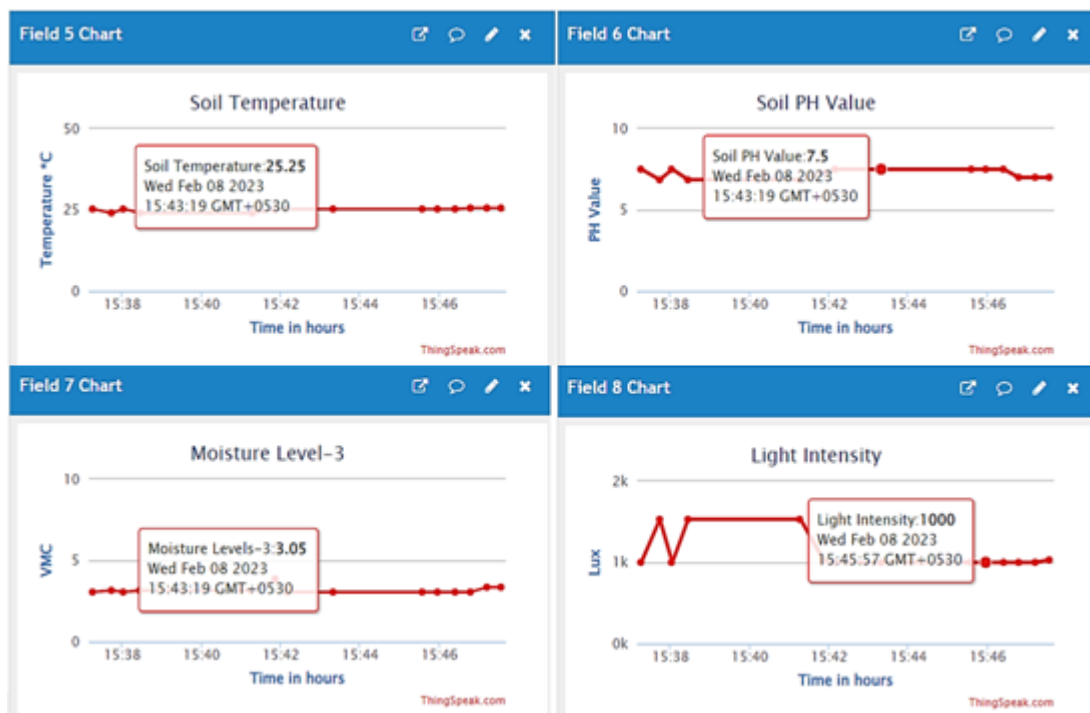 Field 5 Chart
Soil Temperature
Temperature °C
50
25
0
Soil Temperature:25.25
Wed Feb 08 2023
15:43:19 GMT+0530
15:38 15:40 15:42 15:44 15:46
Time in hours
ThingSpeak.com
Field 6 Chart
Soil PH Value
PH Value
10
5
0
Soil PH Value:7.5
Wed Feb 08 2023
15:43:19 GMT+0530
15:38 15:40 15:42 15:44 15:46
Time in hours
ThingSpeak.com
Field 7 Chart
Moisture Level-3
VMC
10
5
0
Moisture Levels-3:3.05
Wed Feb 08 2023
15:43:19 GMT+0530
15:38 15:40 15:42 15:44 15:46
Time in hours
ThingSpeak.com
Field 8 Chart
Light Intensity
Lux
2k
1k
0k
Light Intensity:1000
Wed Feb 08 2023
15:45:57 GMT+0530
15:38 15:40 15:42 15:44 15:46
Time in hours
ThingSpeak.com